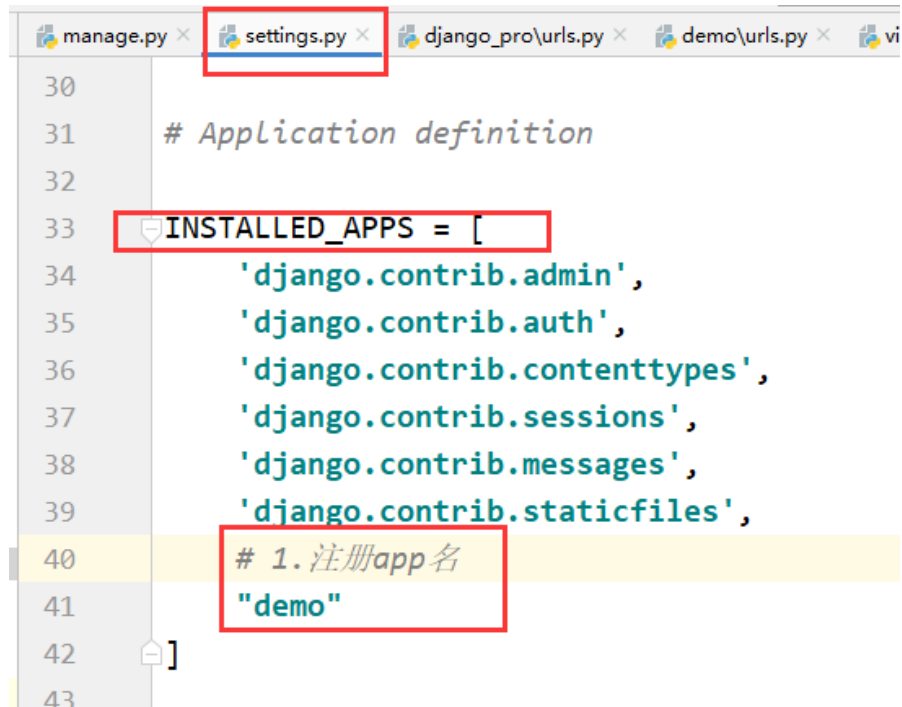 manage.py settings.py django_pro\urls.py demo\urls.py vi
30
31 # Application definition
32
33 INSTALLED_APPS = [
34 'django.contrib.admin',
35 'django.contrib.auth',
36 'django.contrib.contenttypes',
37 'django.contrib.sessions',
38 'django.contrib.messages',
39 'django.contrib.staticfiles',
40 # 1.注册app名
41 "demo"
42 ]
43